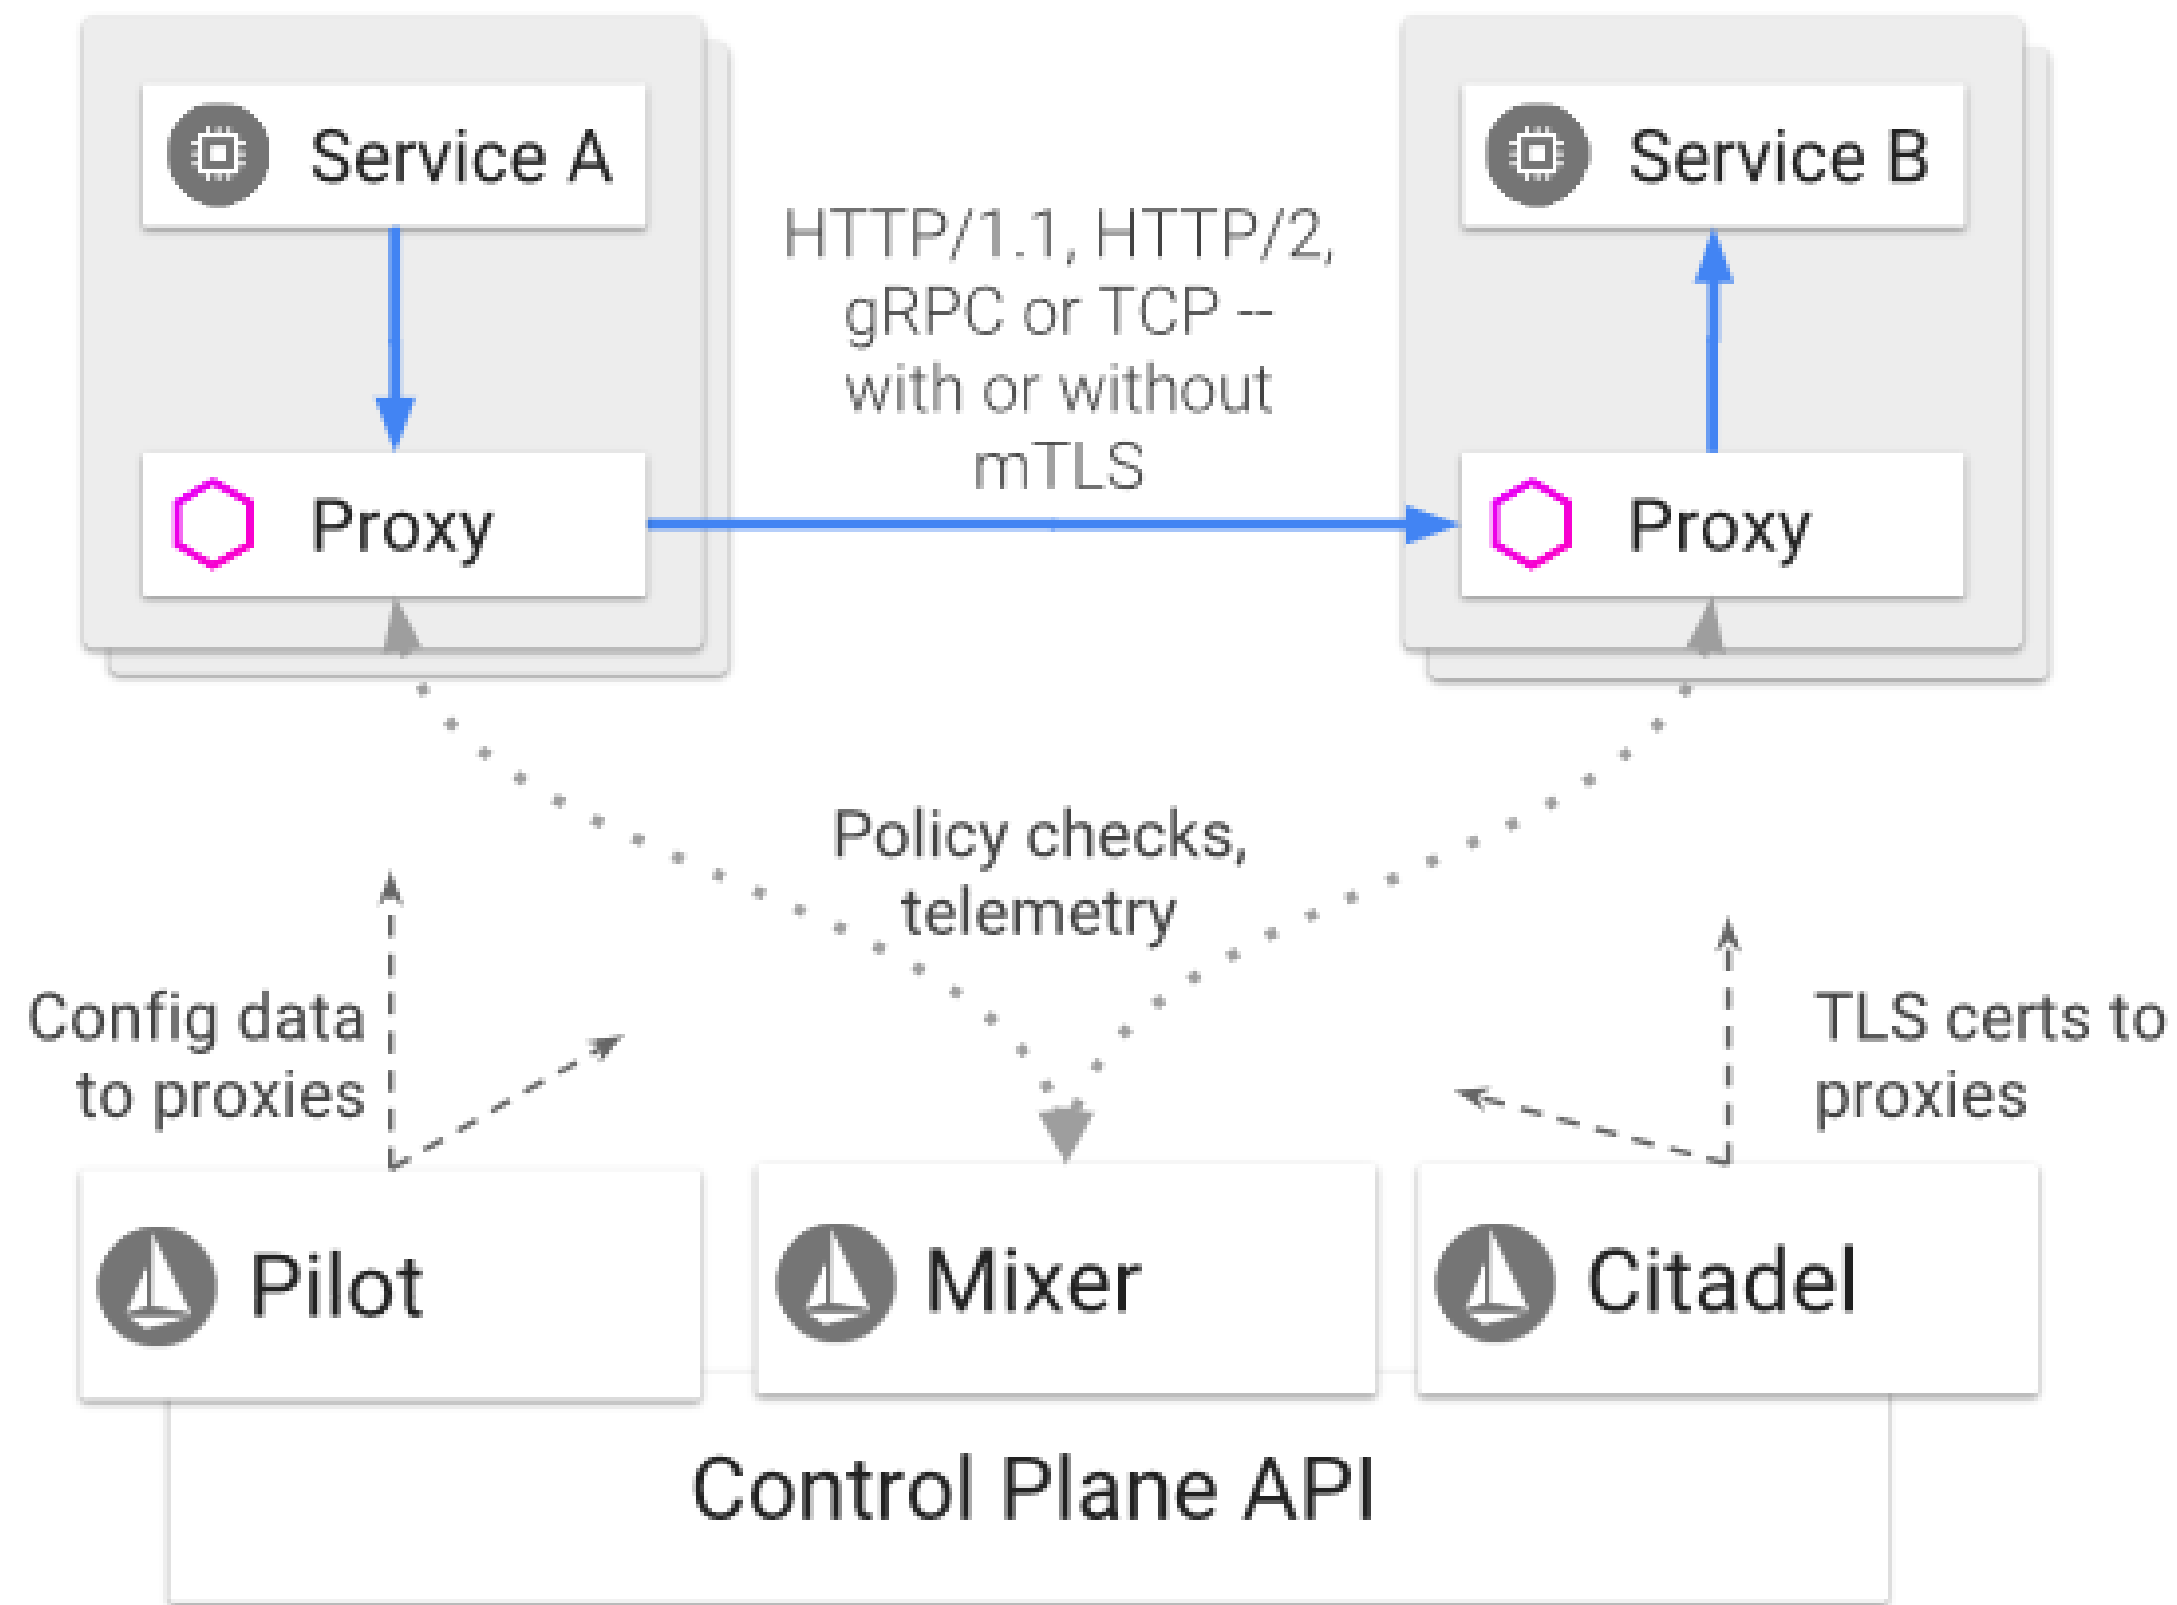 Service A
Service B
HTTP/1.1, HTTP/2,
gRPC or TCP --
with or without
mTLS
Proxy
Proxy
Policy checks,
telemetry
Config data
to proxies
TLS certs to
proxies
Pilot
Mixer
Citadel
Control Plane API